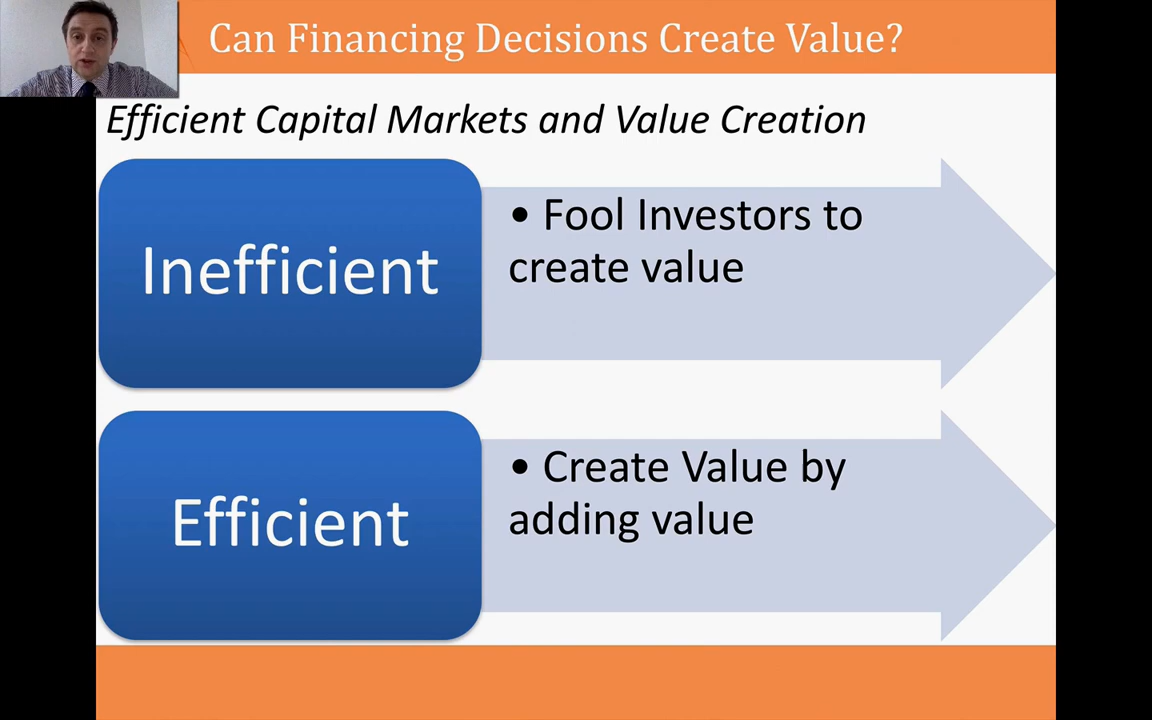 Can Financing Decisions Create Value?
Efficient Capital Markets and Value Creation
Inefficient
• Fool Investors to
create value
Efficient
• Create Value by
adding value